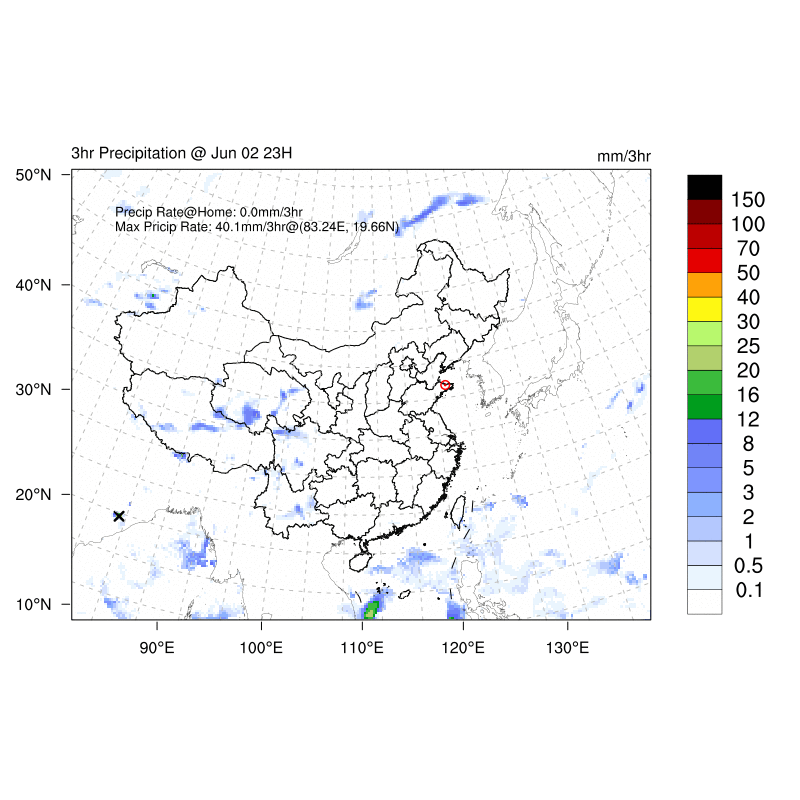 3hr Precipitation @ Jun 02 23H
mm/3hr
Precip Rate@Home: 0.0mm/3hr
Max Pricip Rate: 40.1mm/3hr@(83.24E, 19.66N)
50°N
40°N
30°N
20°N
10°N
90°E
100°E
110°E
120°E
130°E
150
100
70
50
40
30
25
20
16
12
8
5
3
2
1
0.5
0.1